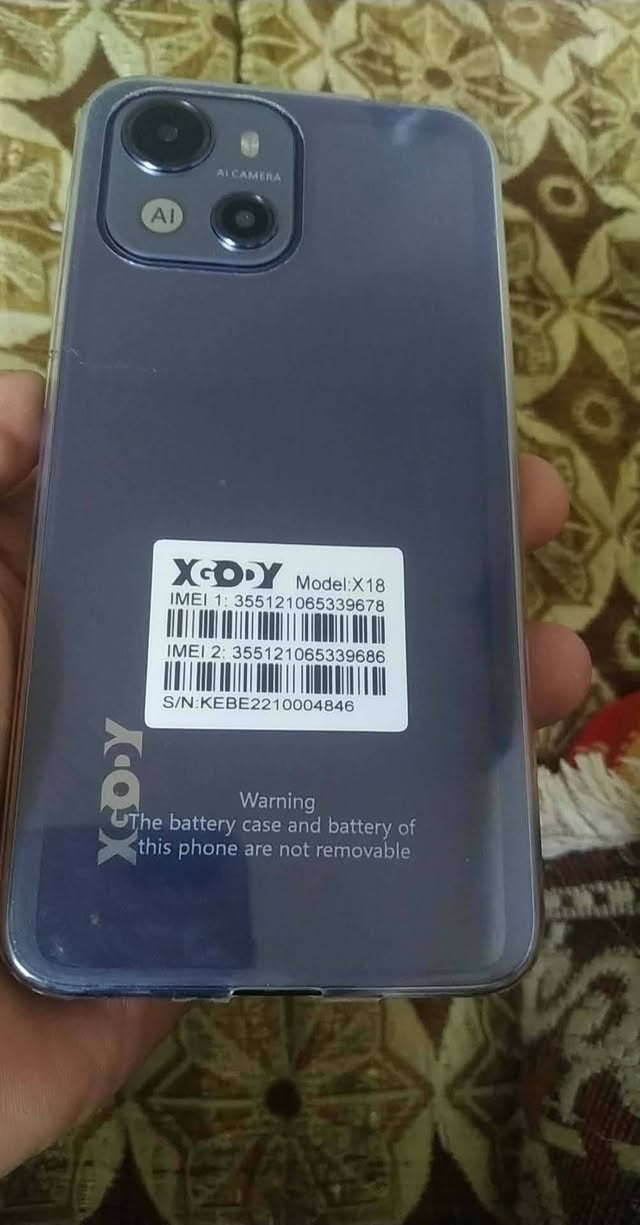 AI CAMERA
AI
XGODY Model:X18
IMEI 1: 355121065339678
IMEI 2: 355121065339686
S/N:KEBE2210004846
XGODY
Warning
The battery case and battery of
this phone are not removable